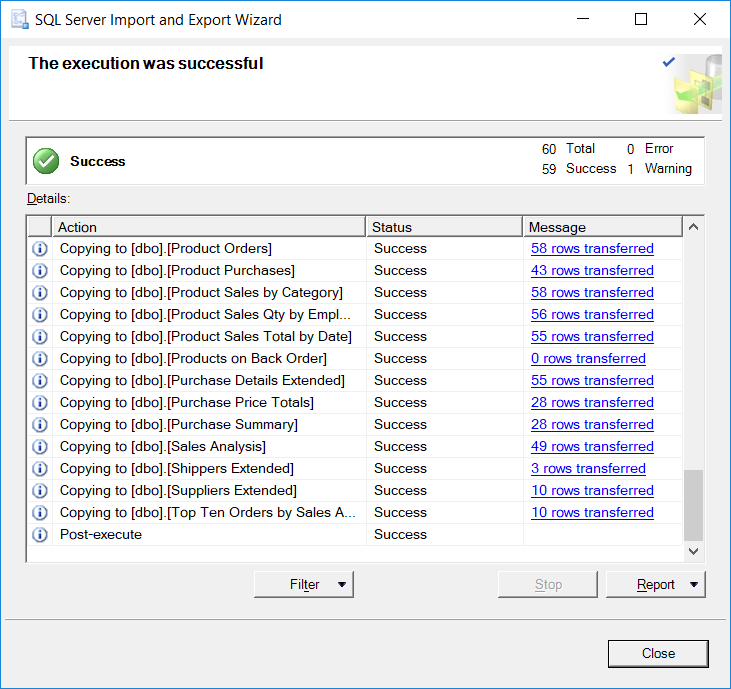 SQL Server Import and Export Wizard
The execution was successful
Success
60 Total 0 Error
59 Success 1 Warning
Details:
Action Status Message
Copying to [dbo].[Product Orders] Success 58 rows transferred
Copying to [dbo].[Product Purchases] Success 43 rows transferred
Copying to [dbo].[Product Sales by Category] Success 58 rows transferred
Copying to [dbo].[Product Sales Qty by Empl... Success 56 rows transferred
Copying to [dbo].[Product Sales Total by Date] Success 55 rows transferred
Copying to [dbo].[Products on Back Order] Success 0 rows transferred
Copying to [dbo].[Purchase Details Extended] Success 55 rows transferred
Copying to [dbo].[Purchase Price Totals] Success 28 rows transferred
Copying to [dbo].[Purchase Summary] Success 28 rows transferred
Copying to [dbo].[Sales Analysis] Success 49 rows transferred
Copying to [dbo].[Shippers Extended] Success 3 rows transferred
Copying to [dbo].[Suppliers Extended] Success 10 rows transferred
Copying to [dbo].[Top Ten Orders by Sales A... Success 10 rows transferred
Post-execute Success
Filter Stop Report
Close